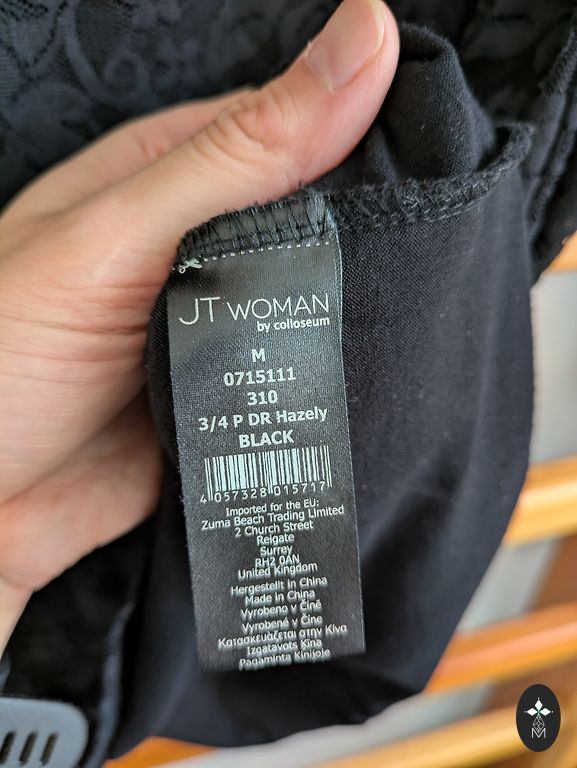 JT WOMAN
by colloseum
M
0715111
310
3/4 P DR Hazely
BLACK
4 057328 015717
Imported for the EU:
Zuma Beach Trading Limited
2 Church Street
Reigate
Surrey
RH2 0AN
United Kingdom
Hergestellt in China
Made in China
Vyrobeno v Číně
Vyrobené v Číne
Κατασκευάζεται στην Κίνα
Izgatavots Kīna
Pagaminta Kinijoje
M